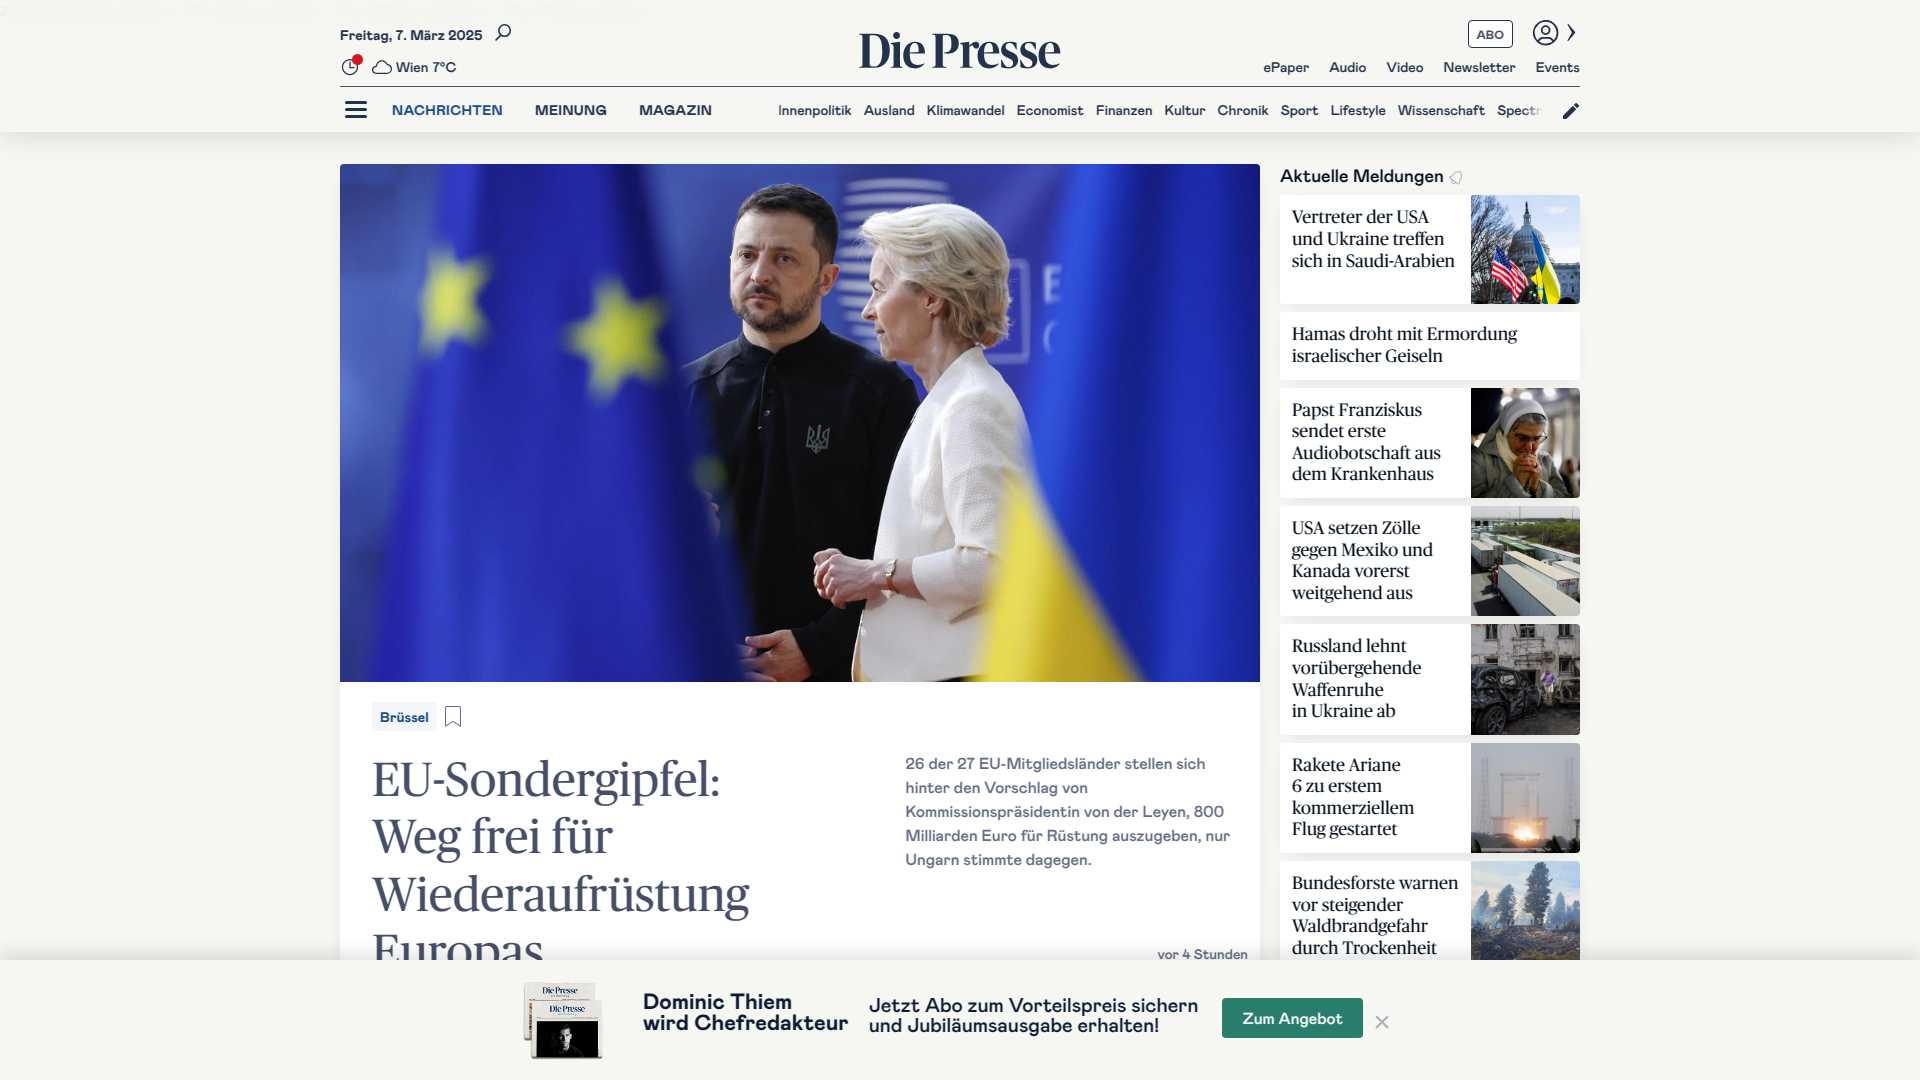 Freitag, 7. März 2025
Wien 7°C
Die Presse
ABO
ePaper Audio Video Newsletter Events
NACHRICHTEN MEINUNG MAGAZIN
Innenpolitik Ausland Klimawandel Economist Finanzen Kultur Chronik Sport Lifestyle Wissenschaft Spectr
Brüssel
EU-Sondergipfel:
Weg frei für
Wiederaufrüstung
Europas
26 der 27 EU-Mitgliedsländer stellen sich
hinter den Vorschlag von
Kommissionspräsidentin von der Leyen, 800
Milliarden Euro für Rüstung auszugeben, nur
Ungarn stimmte dagegen.
vor 4 Stunden
Aktuelle Meldungen
Vertreter der USA
und Ukraine treffen
sich in Saudi-Arabien
Hamas droht mit Ermordung
israelischer Geiseln
Papst Franziskus
sendet erste
Audiobotschaft aus
dem Krankenhaus
USA setzen Zölle
gegen Mexiko und
Kanada vorerst
weitgehend aus
Russland lehnt
vorübergehende
Waffenruhe
in Ukraine ab
Rakete Ariane
6 zu erstem
kommerziellem
Flug gestartet
Bundesforste warnen
vor steigender
Waldbrandgefahr
durch Trockenheit
Die Presse
Die Presse
Dominic Thiem
wird Chefredakteur
Jetzt Abo zum Vorteilspreis sichern
und Jubiläumsausgabe erhalten!
Zum Angebot